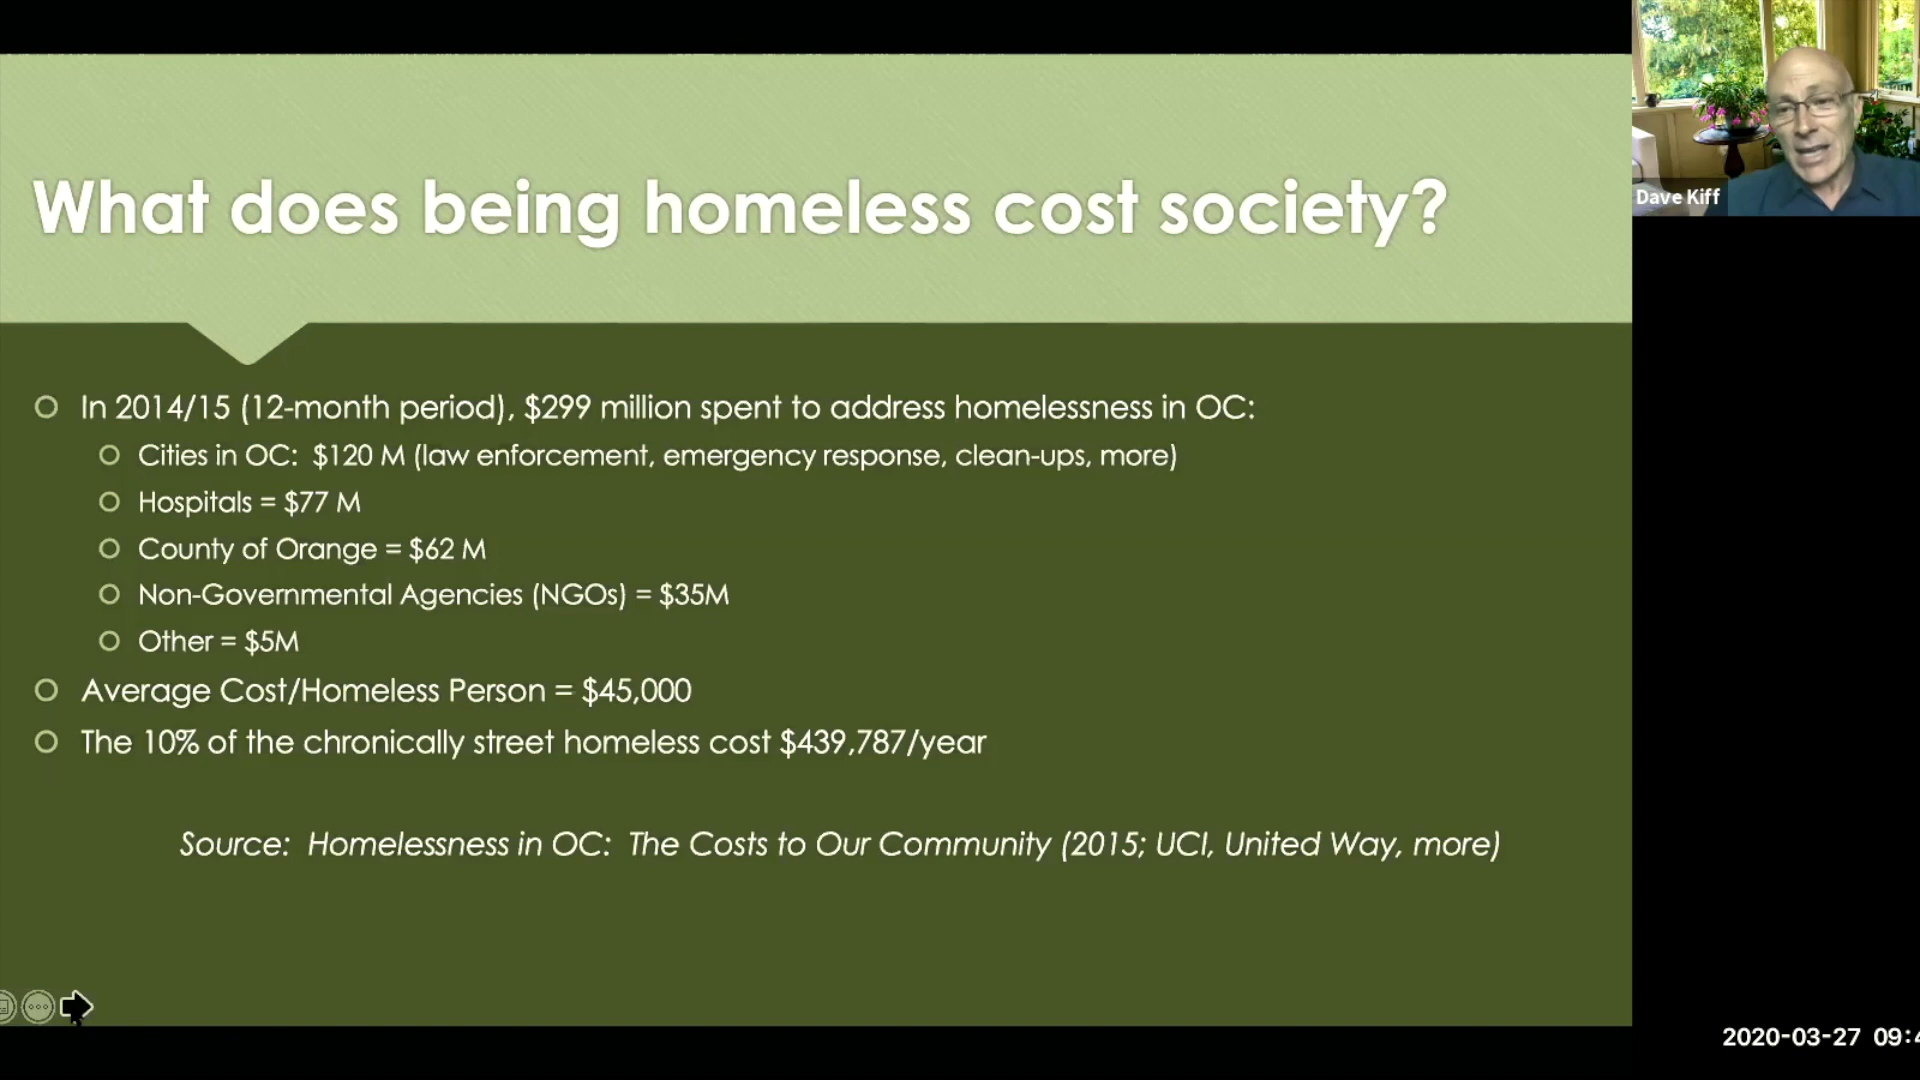 What does being homeless cost society?
In 2014/15 (12-month period), $299 million spent to address homelessness in OC:
Cities in OC:  $120 M (law enforcement, emergency response, clean-ups, more)
Hospitals = $77 M
County of Orange = $62 M
Non-Governmental Agencies (NGOs) = $35M
Other = $5M
Average Cost/Homeless Person = $45,000
The 10% of the chronically street homeless cost $439,787/year
Source:  Homelessness in OC:  The Costs to Our Community (2015; UCI, United Way, more)
Dave Kiff
2020-03-27 09:4